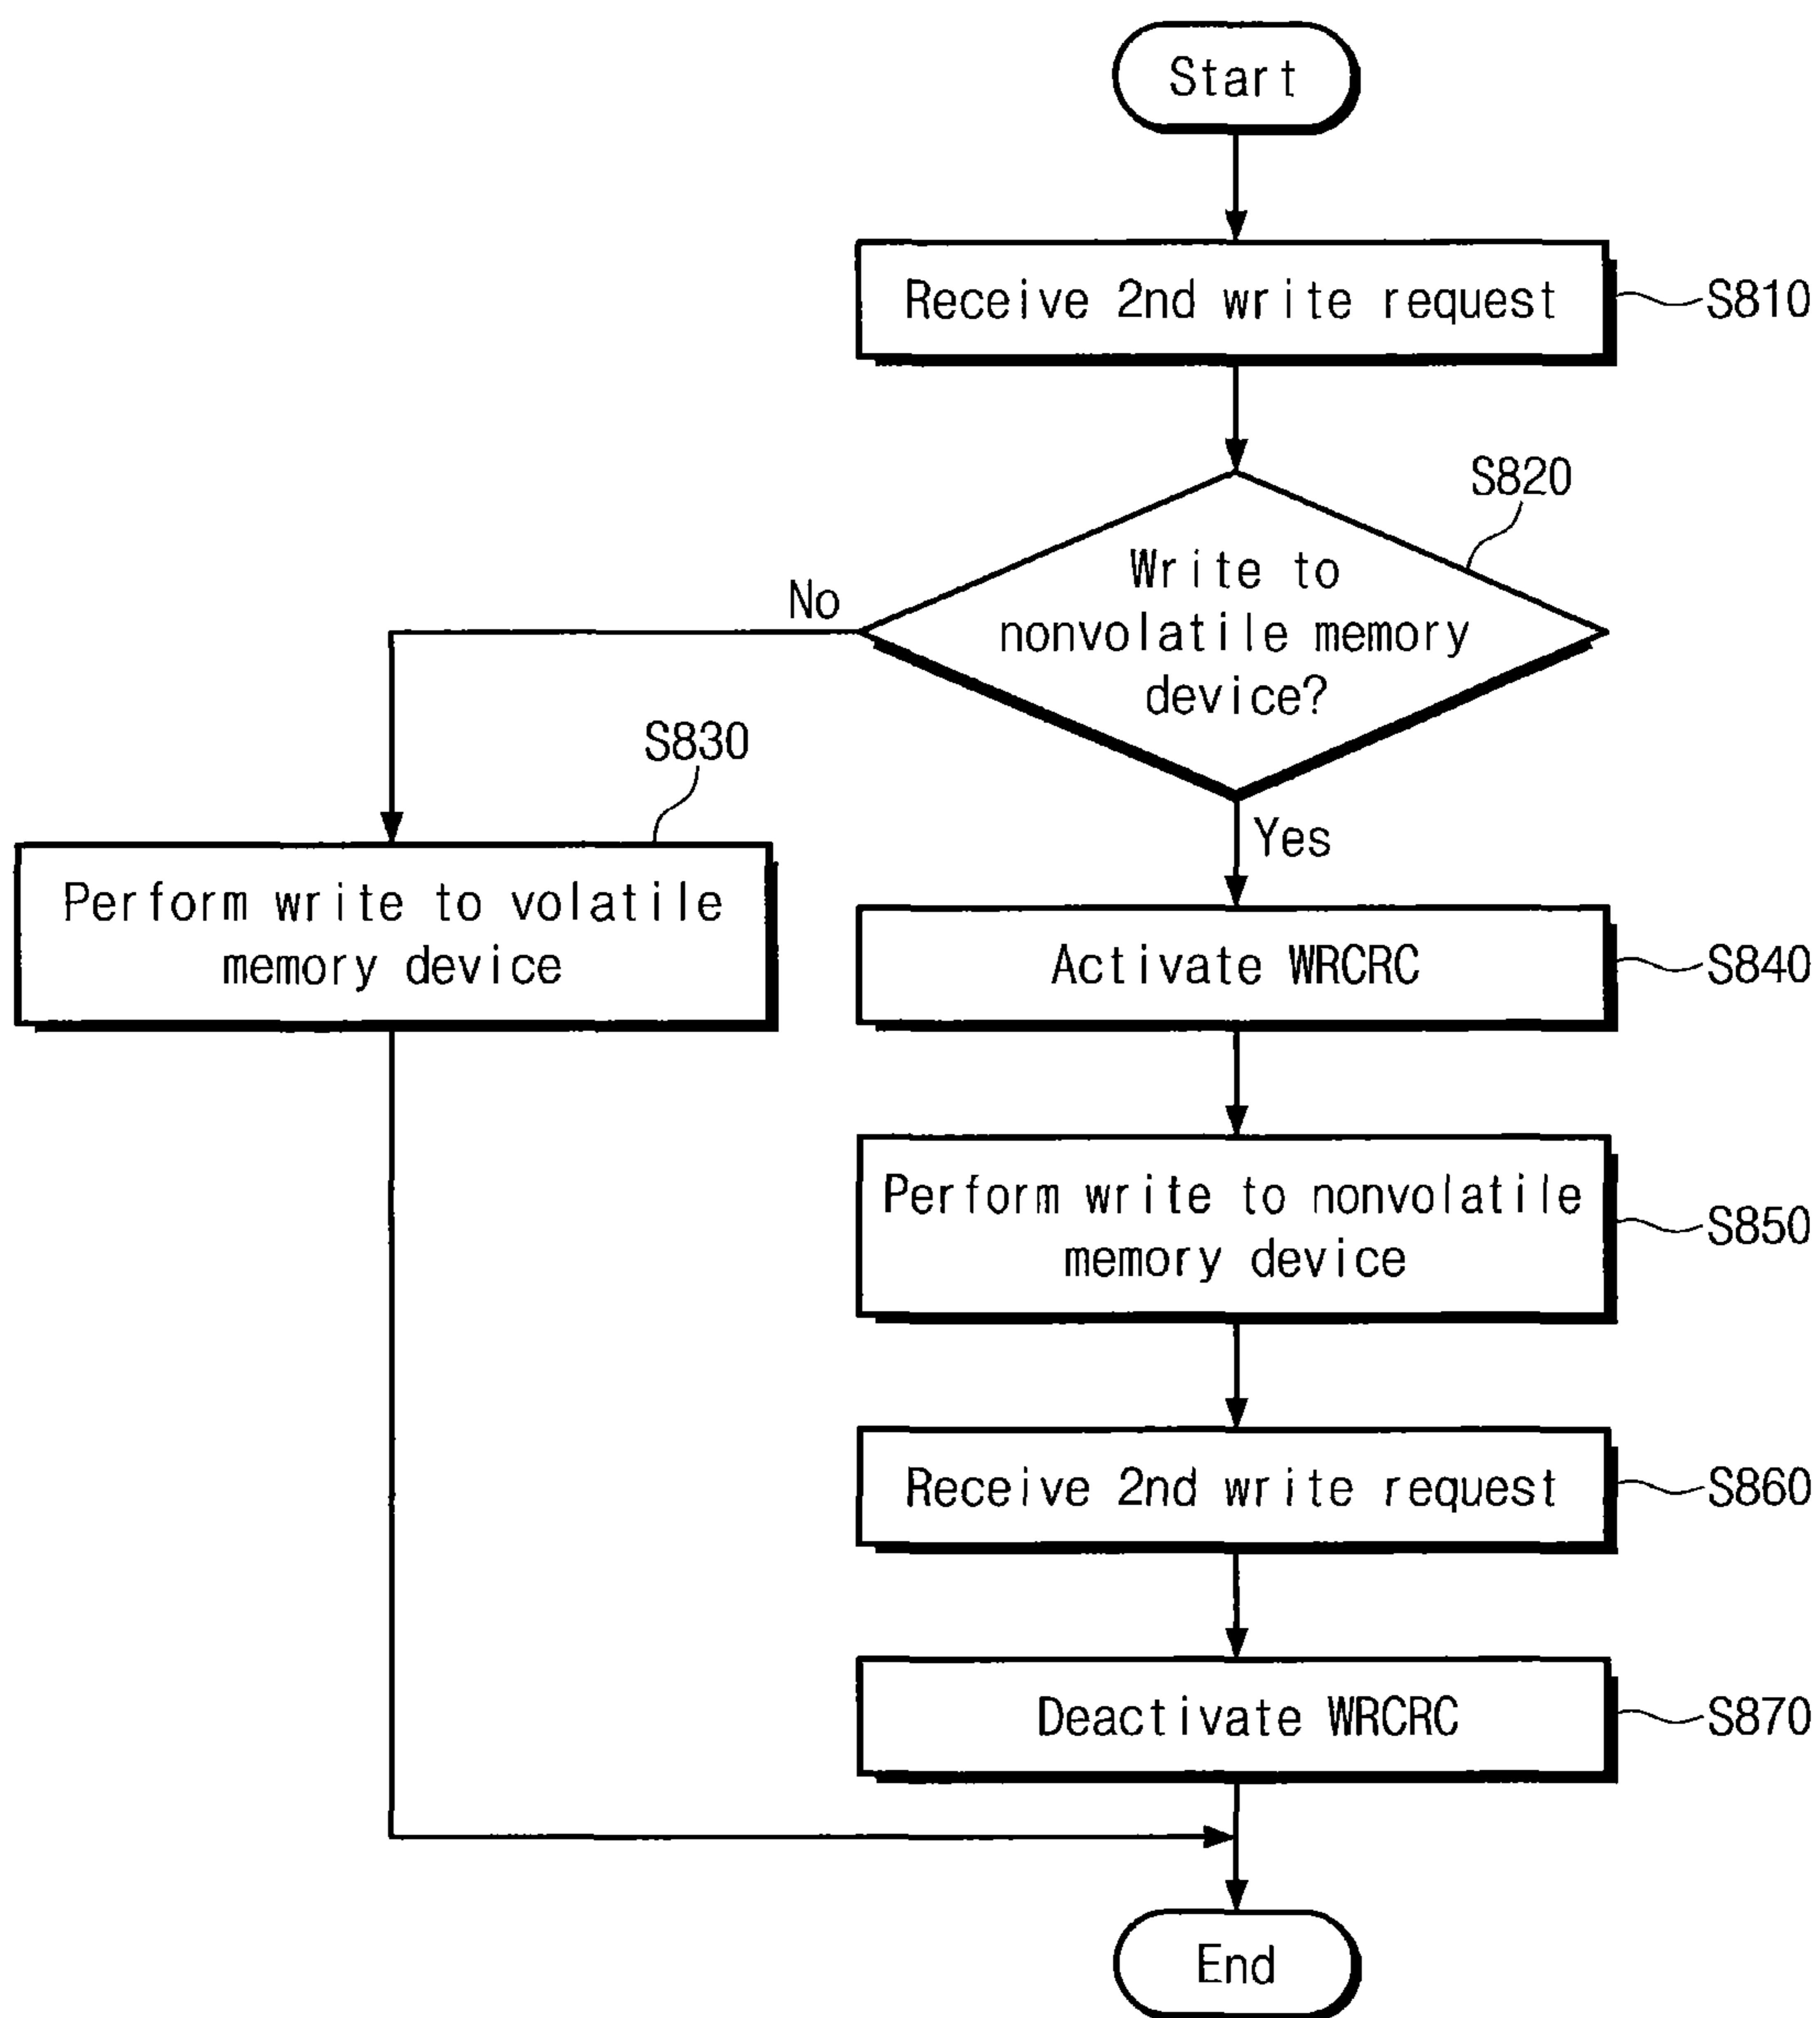 Start
Receive 2nd write request
S810
S820
Write to
nonvolatile memory
device?
No
Yes
S830
Perform write to volatile
memory device
Activate WRCRC
S840
Perform write to nonvolatile
memory device
S850
Receive 2nd write request
S860
Deactivate WRCRC
S870
End